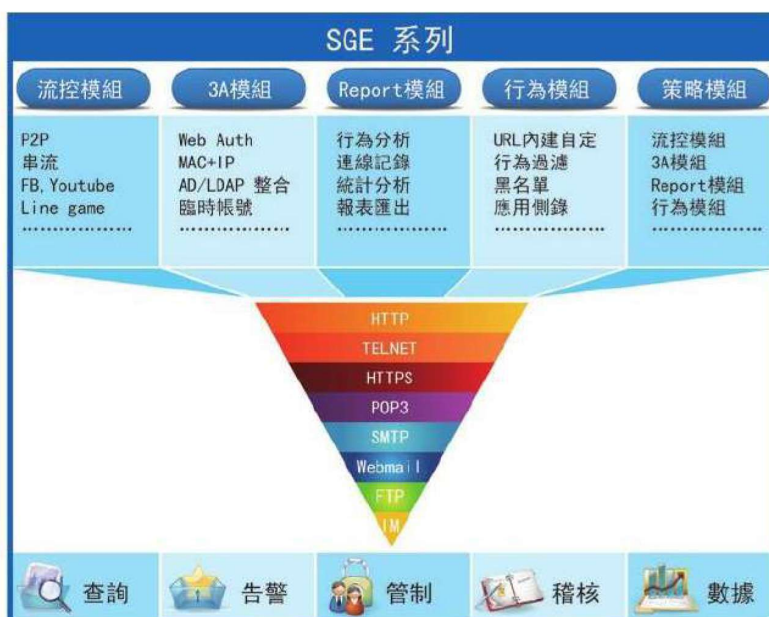 SGE 系列
流控模組
3A模組
Report模組
行為模組
策略模組
P2P
串流
FB, Youtube
Line game
..................
Web Auth
MAC+IP
AD/LDAP 整合
臨時帳號
..................
行為分析
連線記錄
統計分析
報表匯出
..................
URL內建自定
行為過濾
黑名單
應用側錄
..................
流控模組
3A模組
Report模組
行為模組
..................
HTTP
TELNET
HTTPS
POP3
SMTP
Webmail
FTP
IM
查詢
告警
管制
稽核
數據